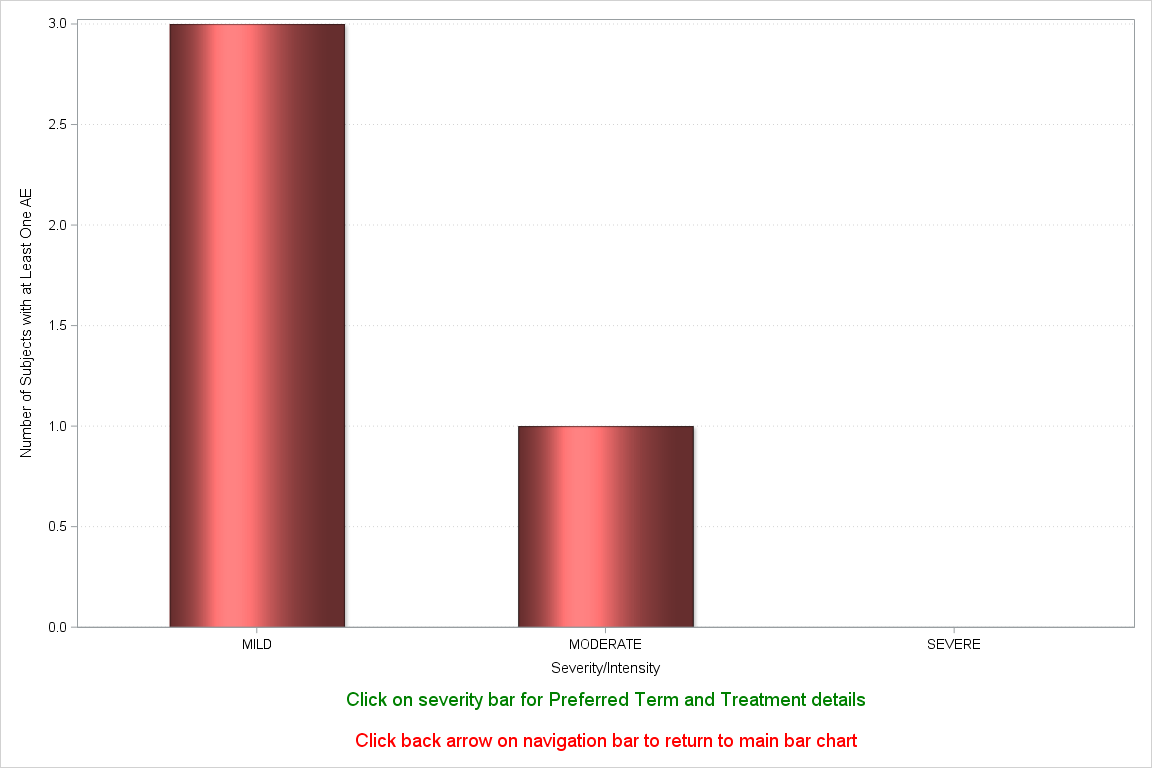 3.0
2.5
2.0
1.5
1.0
0.5
0.0
Number of Subjects with at Least One AE
MILD
MODERATE
SEVERE
Severity/Intensity
Click on severity bar for Preferred Term and Treatment details
Click back arrow on navigation bar to return to main bar chart